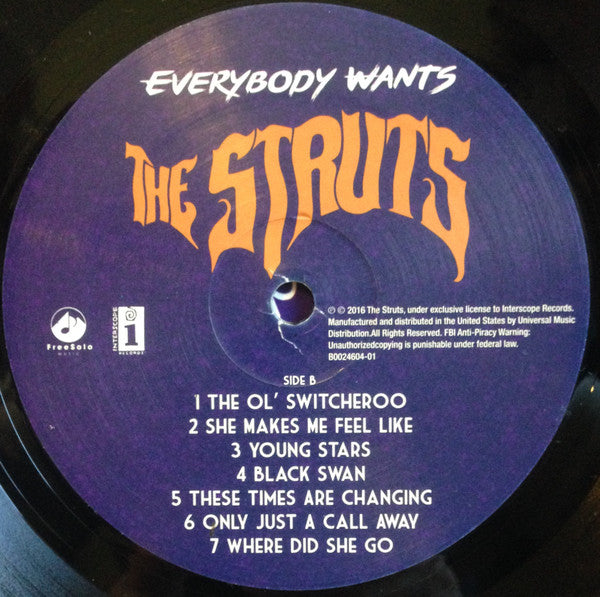 EVERYBODY WANTS
THE STRUTS
FreeSolo
MUSIC
INTERSCOPE
i
RECORDS
℗ © 2016 The Struts, under exclusive license to Interscope Records.
Manufactured and distributed in the United States by Universal Music
Distribution.All Rights Reserved. FBI Anti-Piracy Warning:
Unauthorizedcopying is punishable under federal law.
B0024604-01
SIDE B
1 THE OL' SWITCHEROO
2 SHE MAKES ME FEEL LIKE
3 YOUNG STARS
4 BLACK SWAN
5 THESE TIMES ARE CHANGING
6 ONLY JUST A CALL AWAY
7 WHERE DID SHE GO